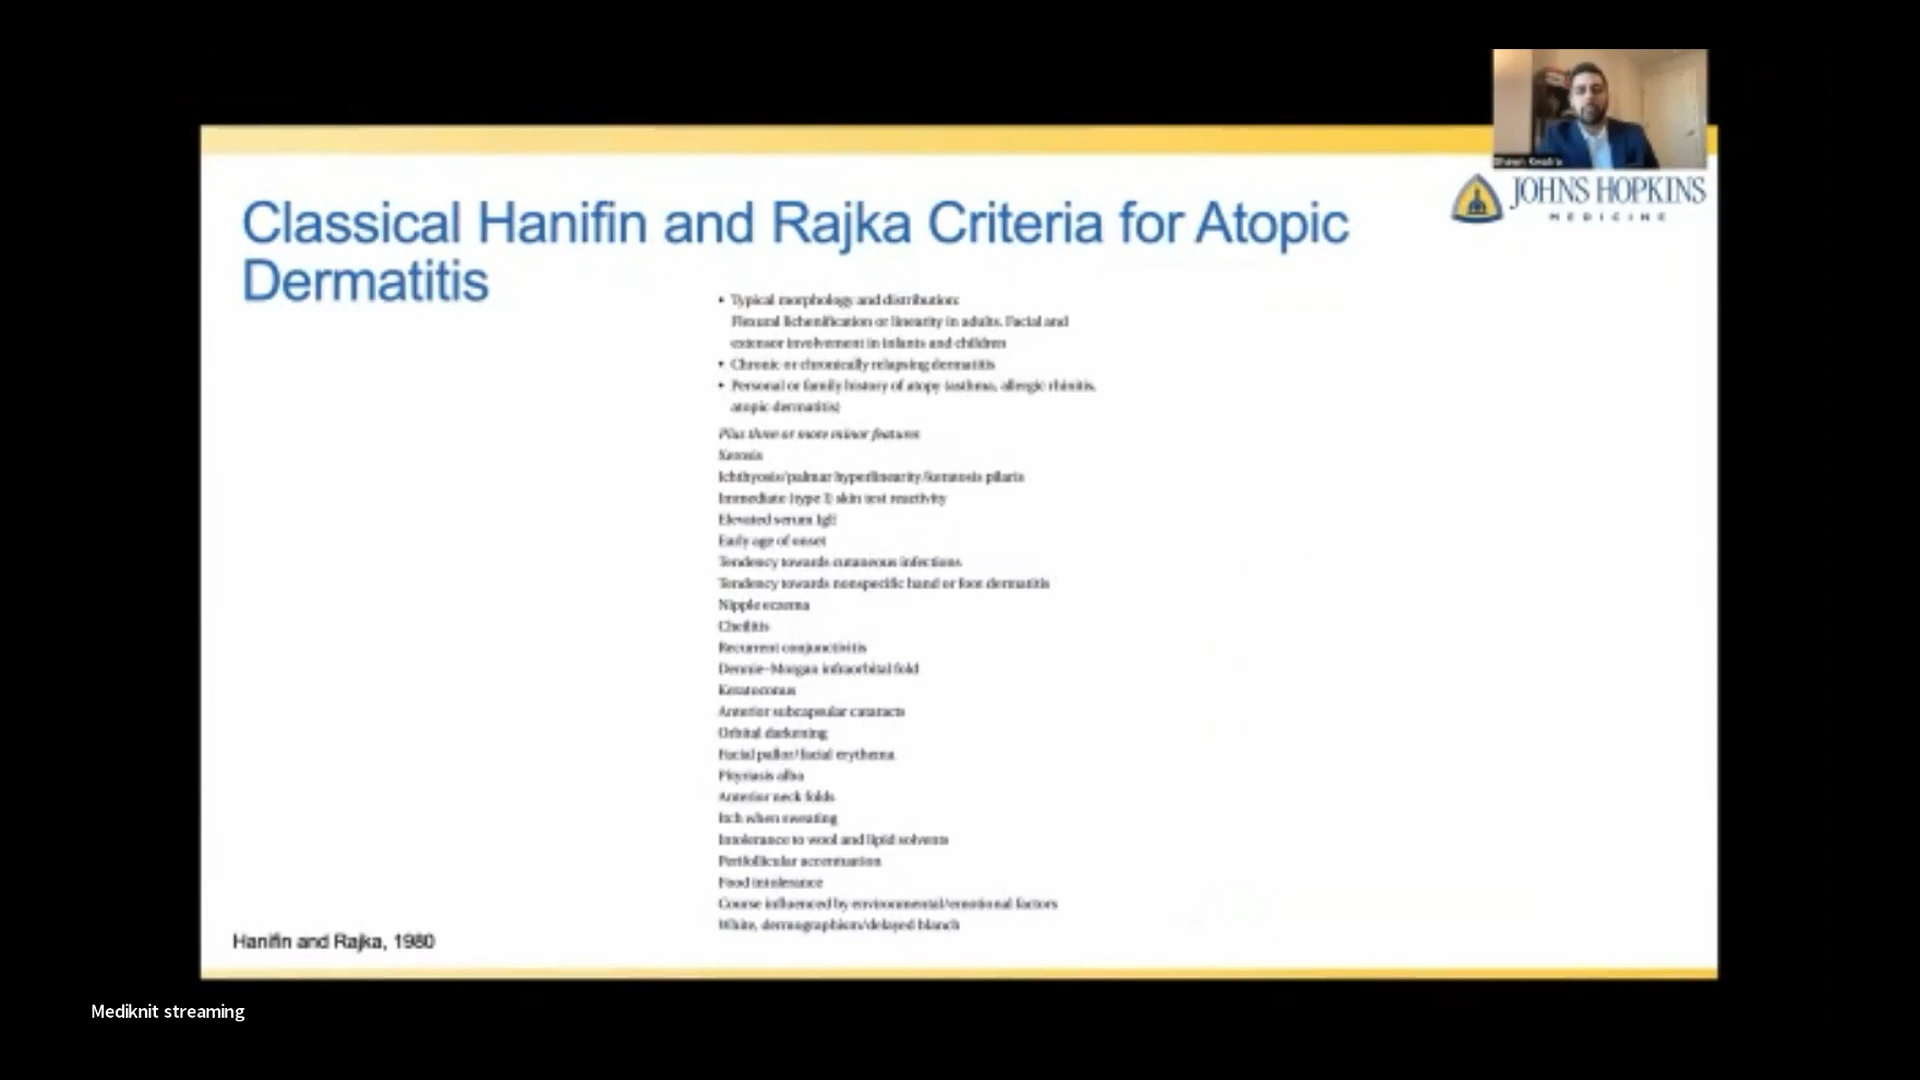 Shawn Kwatra
JOHNS HOPKINS
MEDICINE
Classical Hanifin and Rajka Criteria for Atopic
Dermatitis
• Typical morphology and distribution:
Flexural lichenification or linearity in adults. Facial and
extensor involvement in infants and children
• Chronic or chronically relapsing dermatitis
• Personal or family history of atopy (asthma, allergic rhinitis,
atopic dermatitis)
Plus three or more minor features
Xerosis
Ichthyosis/palmar hyperlinearity/keratosis pilaris
Immediate (type I) skin test reactivity
Elevated serum IgE
Early age of onset
Tendency towards cutaneous infections
Tendency towards nonspecific hand or foot dermatitis
Nipple eczema
Cheilitis
Recurrent conjunctivitis
Dennie–Morgan infraorbital fold
Keratoconus
Anterior subcapsular cataracts
Orbital darkening
Facial pallor/facial erythema
Pityriasis alba
Anterior neck folds
Itch when sweating
Intolerance to wool and lipid solvents
Perifollicular accentuation
Food intolerance
Course influenced by environmental/emotional factors
White, dermographism/delayed blanch
Hanifin and Rajka, 1980
Mediknit streaming